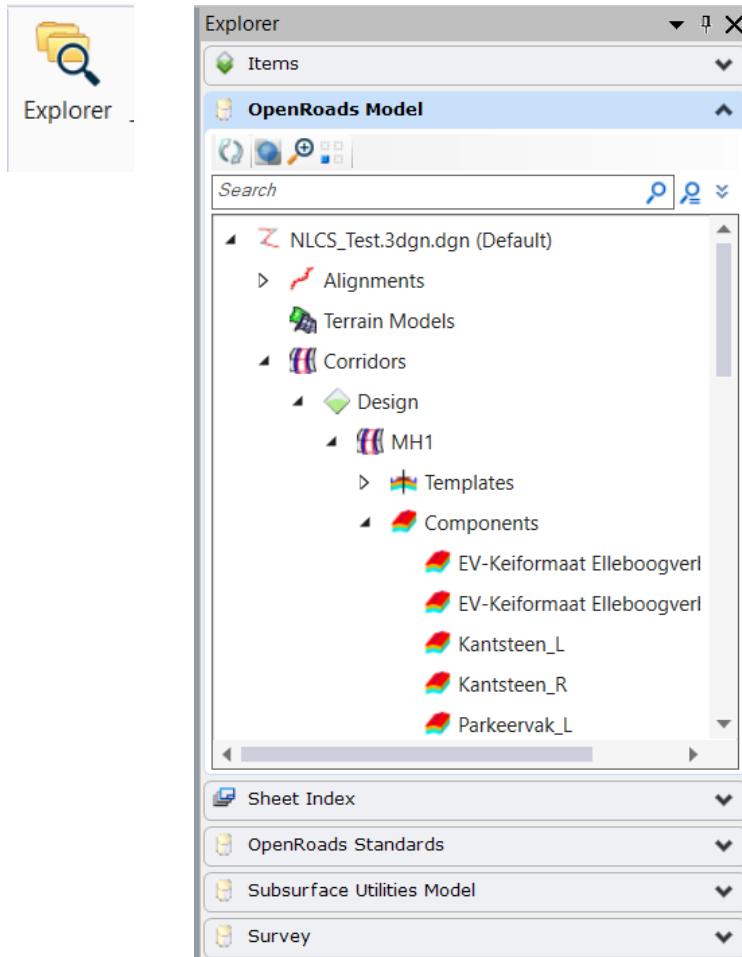 Explorer
Explorer
Items
OpenRoads Model
Search
NLCS_Test.3dgn.dgn (Default)
Alignments
Terrain Models
Corridors
Design
MH1
Templates
Components
EV-Keiformaat Elleboogverl
EV-Keiformaat Elleboogverl
Kantsteen_L
Kantsteen_R
Parkeervak_L
Sheet Index
OpenRoads Standards
Subsurface Utilities Model
Survey